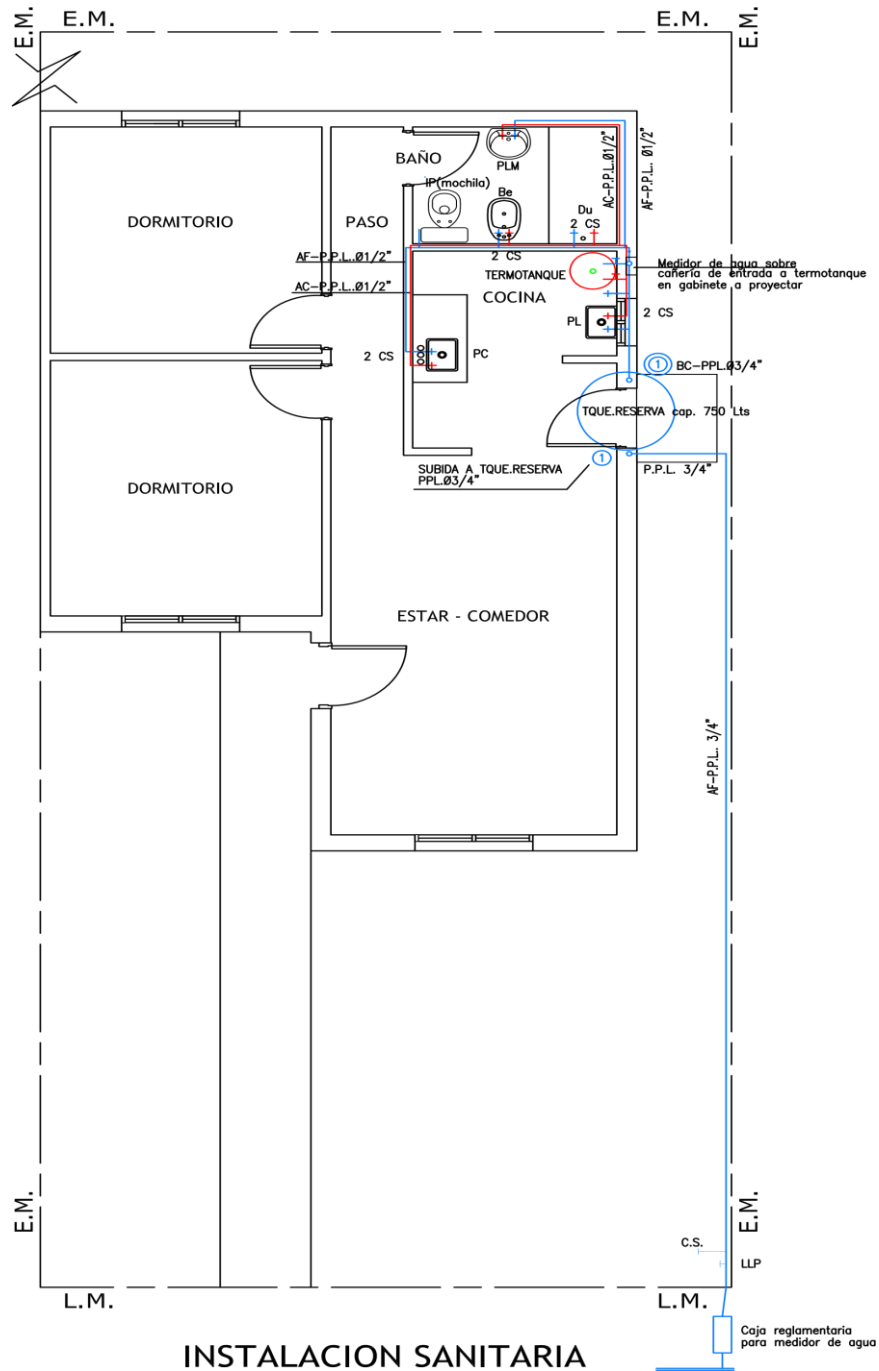 E.M.
E.M.
E.M.
E.M.
BAÑO
PLM
IP(mochila)
Be
Du
2 CS
AC-P.P.L.Ø1/2"
AF-P.P.L. Ø1/2"
DORMITORIO
PASO
AF-P.P.L..Ø1/2"
2 CS
AC-P.P.L..Ø1/2"
TERMOTANQUE
COCINA
Medidor de agua sobre
cañería de entrada a termotanque
en gabinete a proyectar
PL
2 CS
2 CS
PC
1
BC-PPL.Ø3/4"
TQUE.RESERVA cap. 750 Lts
SUBIDA A TQUE.RESERVA
PPL.Ø3/4"
1
P.P.L. 3/4"
DORMITORIO
ESTAR - COMEDOR
AF-P.P.L. 3/4"
E.M.
E.M.
C.S.
LLP
L.M.
L.M.
Caja reglamentaria
para medidor de agua
INSTALACION SANITARIA